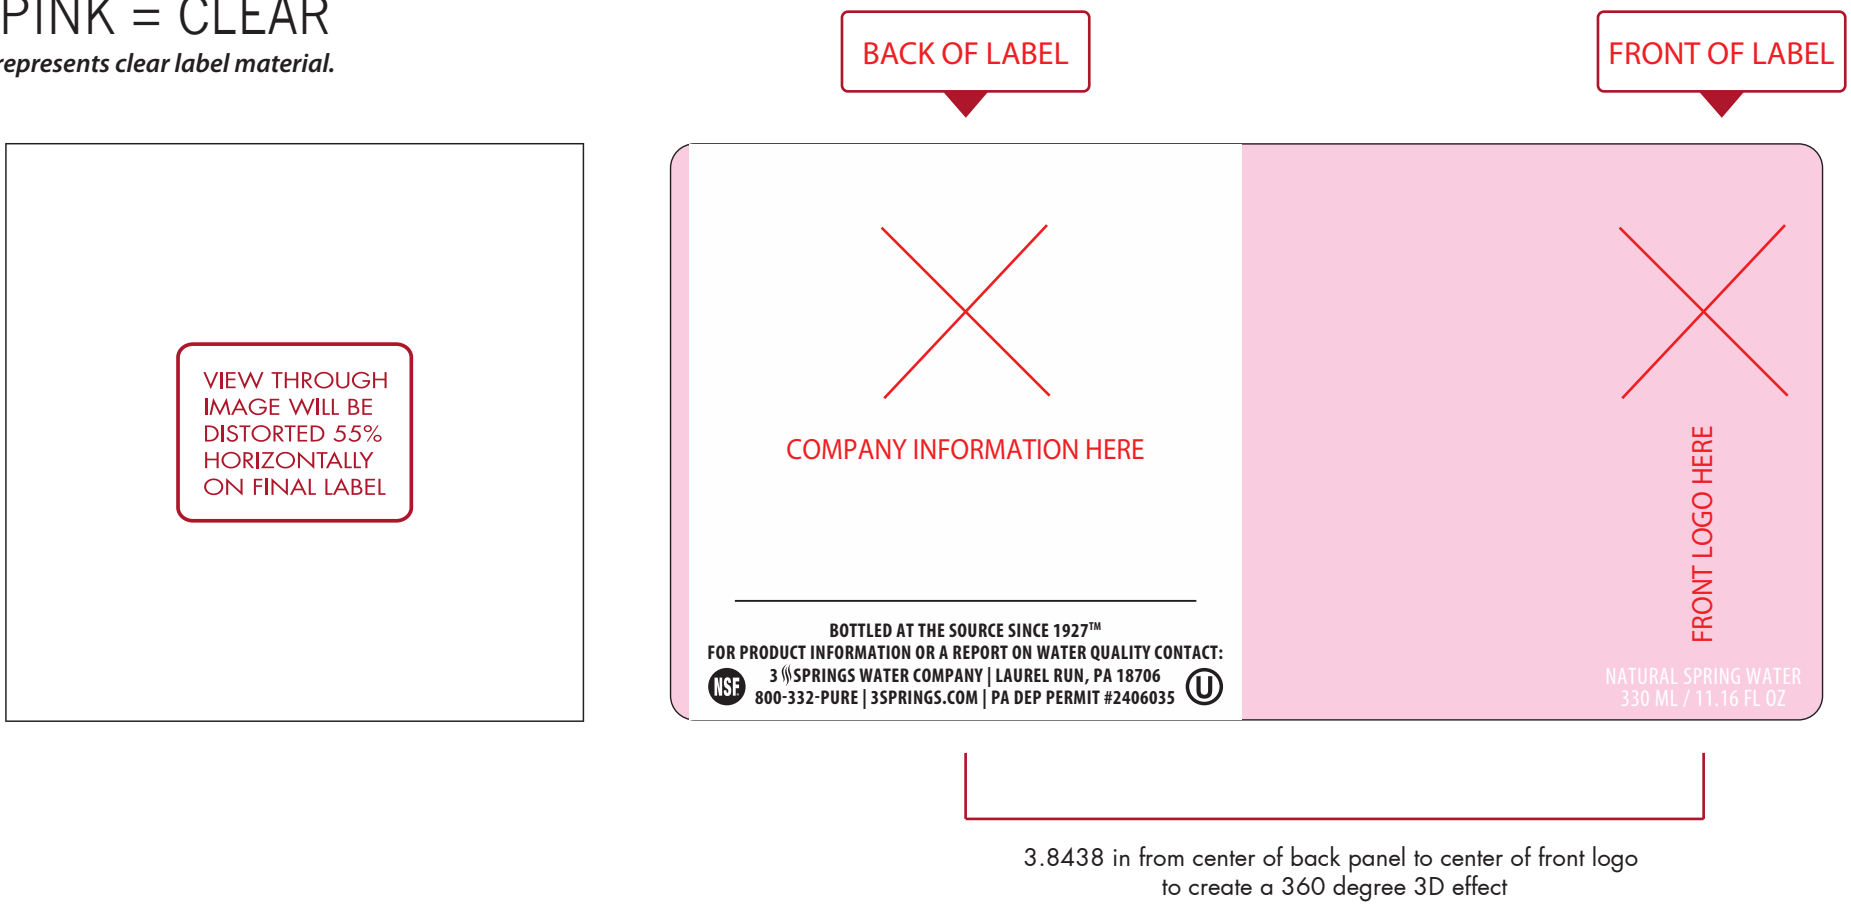 PINK = CLEAR
represents clear label material.
BACK OF LABEL
FRONT OF LABEL
VIEW THROUGH
IMAGE WILL BE
DISTORTED 55%
HORIZONTALLY
ON FINAL LABEL
COMPANY INFORMATION HERE
BOTTLED AT THE SOURCE SINCE 1927™
FOR PRODUCT INFORMATION OR A REPORT ON WATER QUALITY CONTACT:
NSF
3 SPRINGS WATER COMPANY | LAUREL RUN, PA 18706
800-332-PURE | 3SPRINGS.COM | PA DEP PERMIT #2406035
U
FRONT LOGO HERE
NATURAL SPRING WATER
330 ML / 11.16 FL OZ
3.8438 in from center of back panel to center of front logo
to create a 360 degree 3D effect